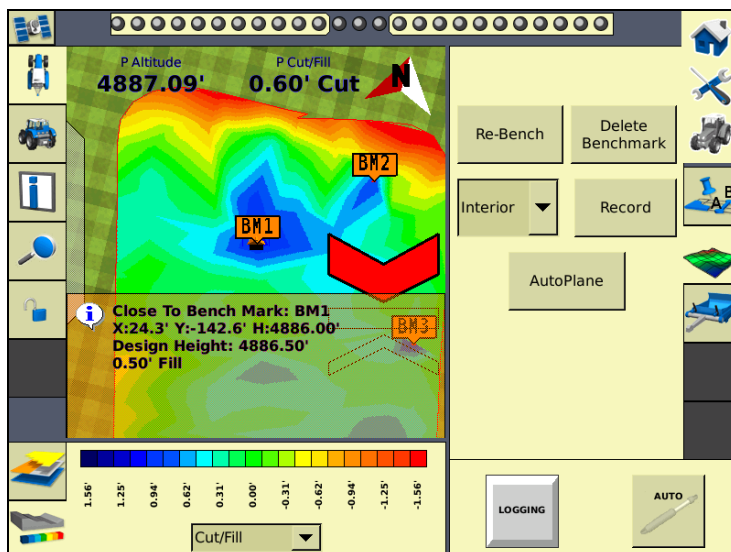 P Altitude
4887.09'
P Cut/Fill
0.60' Cut
N
BM2
BM1
BM3
Close To Bench Mark: BM1
X:24.3' Y:-142.6' H:4886.00'
Design Height: 4886.50'
0.50' Fill
1.56'
1.25'
0.94'
0.62'
0.31'
0.00'
-0.31'
-0.62'
-0.94'
-1.25'
-1.56'
Cut/Fill
Re-Bench
Delete
Benchmark
Interior
Record
AutoPlane
A B
LOGGING
AUTO